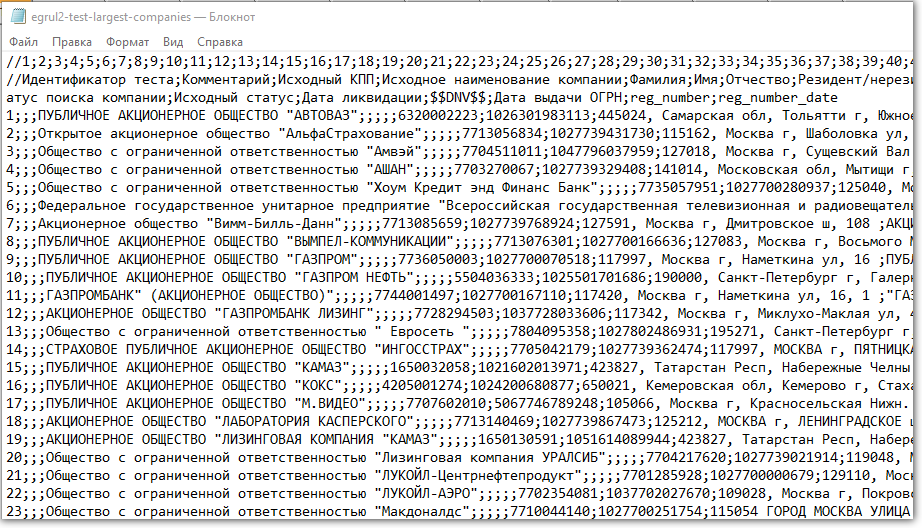 egrul2-test-largest-companies — Блокнот
Файл Правка Формат Вид Справка
//1;2;3;4;5;6;7;8;9;10;11;12;13;14;15;16;17;18;19;20;21;22;23;24;25;26;27;28;29;30;31;32;33;34;35;36;37;38;39;40;4
//Идентификатор теста;Комментарий;Исходный КПП;Исходное наименование компании;Фамилия;Имя;Отчество;Резидент/нерези
атус поиска компании;Исходный статус;Дата ликвидации;$$DNV$$;Дата выдачи ОГРН;reg_number;reg_number_date
1;;;ПУБЛИЧНОЕ АКЦИОНЕРНОЕ ОБЩЕСТВО "АВТОВАЗ";;;;;6320002223;1026301983113;445024, Самарская обл, Тольятти г, Южное
2;;;Открытое акционерное общество "АльфаСтрахование";;;;;7713056834;1027739431730;115162, Москва г, Шаболовка ул,
3;;;Общество с ограниченной ответственностью "Амвэй";;;;;7704511011;1047796037959;127018, Москва г, Сущевский Вал
4;;;Общество с ограниченной ответственностью "АШАН";;;;;7703270067;1027739329408;141014, Московская обл, Мытищи г
5;;;Общество с ограниченной ответственностью "Хоум Кредит энд Финанс Банк";;;;;7735057951;1027700280937;125040, Мо
6;;;Федеральное государственное унитарное предприятие "Всероссийская государственная телевизионная и радиовещатель
7;;;Акционерное общество "Вимм-Билль-Данн";;;;;7713085659;1027739768924;127591, Москва г, Дмитровское ш, 108 ;АКЦИ
8;;;ПУБЛИЧНОЕ АКЦИОНЕРНОЕ ОБЩЕСТВО "ВЫМПЕЛ-КОММУНИКАЦИИ";;;;;7713076301;1027700166636;127083, Москва г, Восьмого М
9;;;ПУБЛИЧНОЕ АКЦИОНЕРНОЕ ОБЩЕСТВО "ГАЗПРОМ";;;;;7736050003;1027700070518;117997, Москва г, Наметкина ул, 16 ;ПУБЛ
10;;;ПУБЛИЧНОЕ АКЦИОНЕРНОЕ ОБЩЕСТВО "ГАЗПРОМ НЕФТЬ";;;;;5504036333;1025501701686;190000, Санкт-Петербург г, Галерн
11;;;ГАЗПРОМБАНК" (АКЦИОНЕРНОЕ ОБЩЕСТВО)";;;;;7744001497;1027700167110;117420, Москва г, Наметкина ул, 16, 1 ;"ГАЗ
12;;;АКЦИОНЕРНОЕ ОБЩЕСТВО "ГАЗПРОМБАНК ЛИЗИНГ";;;;;7728294503;1037728033606;117342, Москва г, Миклухо-Маклая ул, 4
13;;;Общество с ограниченной ответственностью " Евросеть ";;;;;7804095358;1027802486931;195271, Санкт-Петербург г
14;;;СТРАХОВОЕ ПУБЛИЧНОЕ АКЦИОНЕРНОЕ ОБЩЕСТВО "ИНГОССТРАХ";;;;;7705042179;1027739362474;117997, МОСКВА г, ПЯТНИЦКА
15;;;ПУБЛИЧНОЕ АКЦИОНЕРНОЕ ОБЩЕСТВО "КАМАЗ";;;;;1650032058;1021602013971;423827, Татарстан Респ, Набережные Челны
16;;;ПУБЛИЧНОЕ АКЦИОНЕРНОЕ ОБЩЕСТВО "КОКС";;;;;4205001274;1024200680877;650021, Кемеровская обл, Кемерово г, Стаха
17;;;ПУБЛИЧНОЕ АКЦИОНЕРНОЕ ОБЩЕСТВО "М.ВИДЕО";;;;;7707602010;5067746789248;105066, Москва г, Красносельская Нижн.
18;;;АКЦИОНЕРНОЕ ОБЩЕСТВО "ЛАБОРАТОРИЯ КАСПЕРСКОГО";;;;;7713140469;1027739867473;125212, МОСКВА г, ЛЕНИНГРАДСКОЕ ш
19;;;АКЦИОНЕРНОЕ ОБЩЕСТВО "ЛИЗИНГОВАЯ КОМПАНИЯ "КАМАЗ";;;;;1650130591;1051614089944;423827, Татарстан Респ, Набере
20;;;Общество с ограниченной ответственностью "Лизинговая компания УРАЛСИБ";;;;;7704217620;1027739021914;119048, М
21;;;Общество с ограниченной ответственностью "ЛУКОЙЛ-Центрнефтепродукт";;;;;7701285928;1027700000679;129110, Моск
22;;;Общество с ограниченной ответственностью "ЛУКОЙЛ-АЭРО";;;;;7702354081;1037702027670;109028, Москва г, Покровс
23;;;Общество с ограниченной ответственностью "Макдоналдс";;;;;7710044140;1027700251754;115054 ГОРОД МОСКВА УЛИЦА